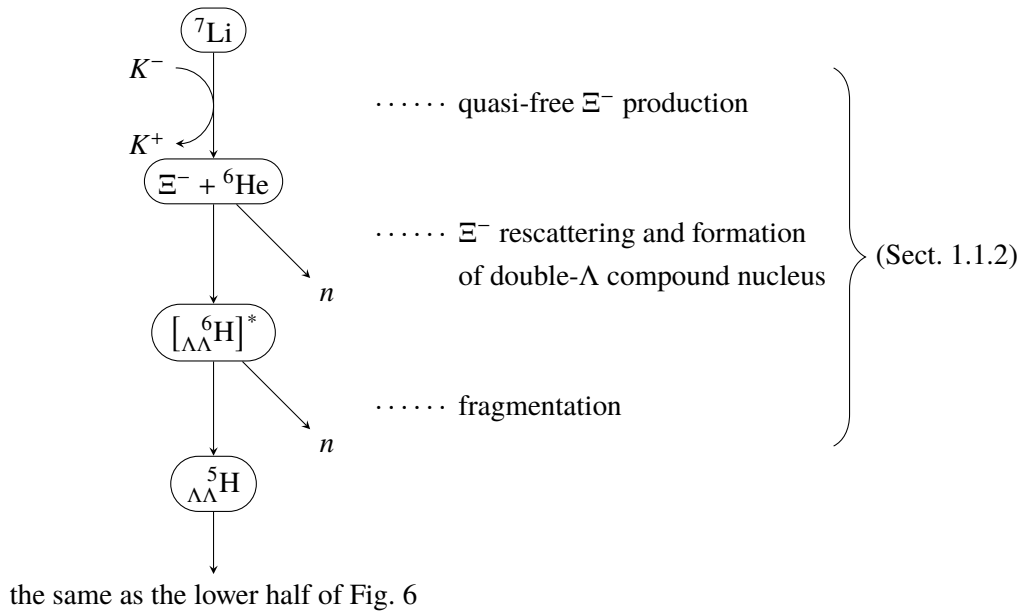 ⁷Li
K⁻
K⁺
······ quasi-free Ξ⁻ production
Ξ⁻ + ⁶He
······ Ξ⁻ rescattering and formation
of double-Λ compound nucleus
n
(Sect. 1.1.2)
[ΛΛ⁶H]*
······ fragmentation
n
ΛΛ⁵H
the same as the lower half of Fig. 6